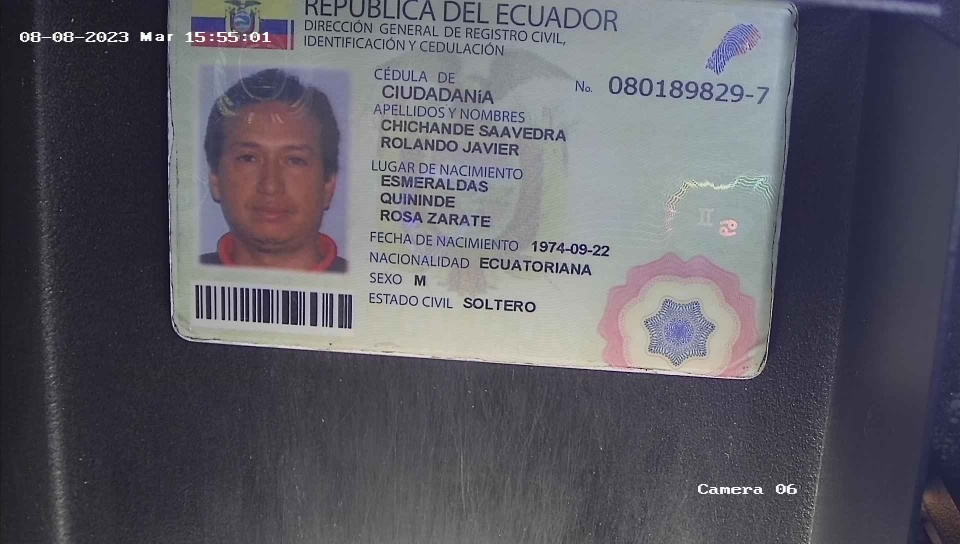 REPÚBLICA DEL ECUADOR
DIRECCIÓN GENERAL DE REGISTRO CIVIL,
IDENTIFICACIÓN Y CEDULACIÓN
08-08-2023 Mar 15:55:01
CÉDULA DE
CIUDADANíA
No. 080189829-7
APELLIDOS Y NOMBRES
CHICHANDE SAAVEDRA
ROLANDO JAVIER
LUGAR DE NACIMIENTO
ESMERALDAS
QUININDE
ROSA ZARATE
FECHA DE NACIMIENTO 1974-09-22
NACIONALIDAD ECUATORIANA
SEXO M
ESTADO CIVIL SOLTERO
Camera 06